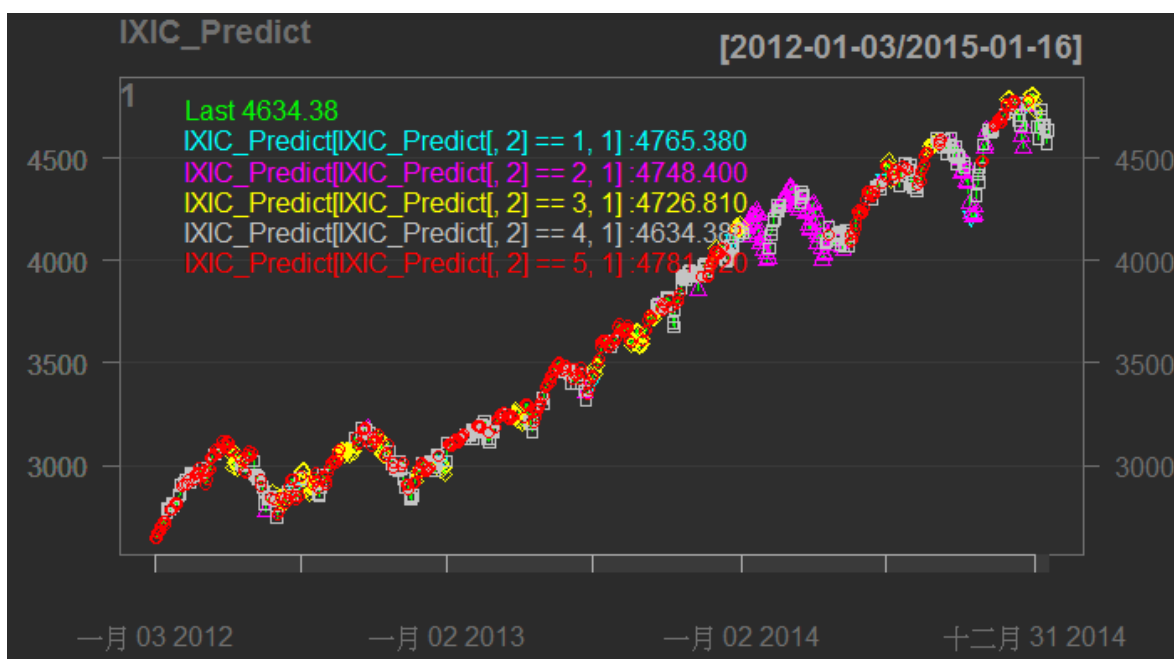 IXIC_Predict
[2012-01-03/2015-01-16]
1
Last 4634.38
IXIC_Predict[IXIC_Predict[, 2] == 1, 1] :4765.380
IXIC_Predict[IXIC_Predict[, 2] == 2, 1] :4748.400
IXIC_Predict[IXIC_Predict[, 2] == 3, 1] :4726.810
IXIC_Predict[IXIC_Predict[, 2] == 4, 1] :4634.380
IXIC_Predict[IXIC_Predict[, 2] == 5, 1]
4500 4500
4000 4000
3500 3500
3000 3000
一月 03 2012 一月 02 2013 一月 02 2014 十二月 31 2014